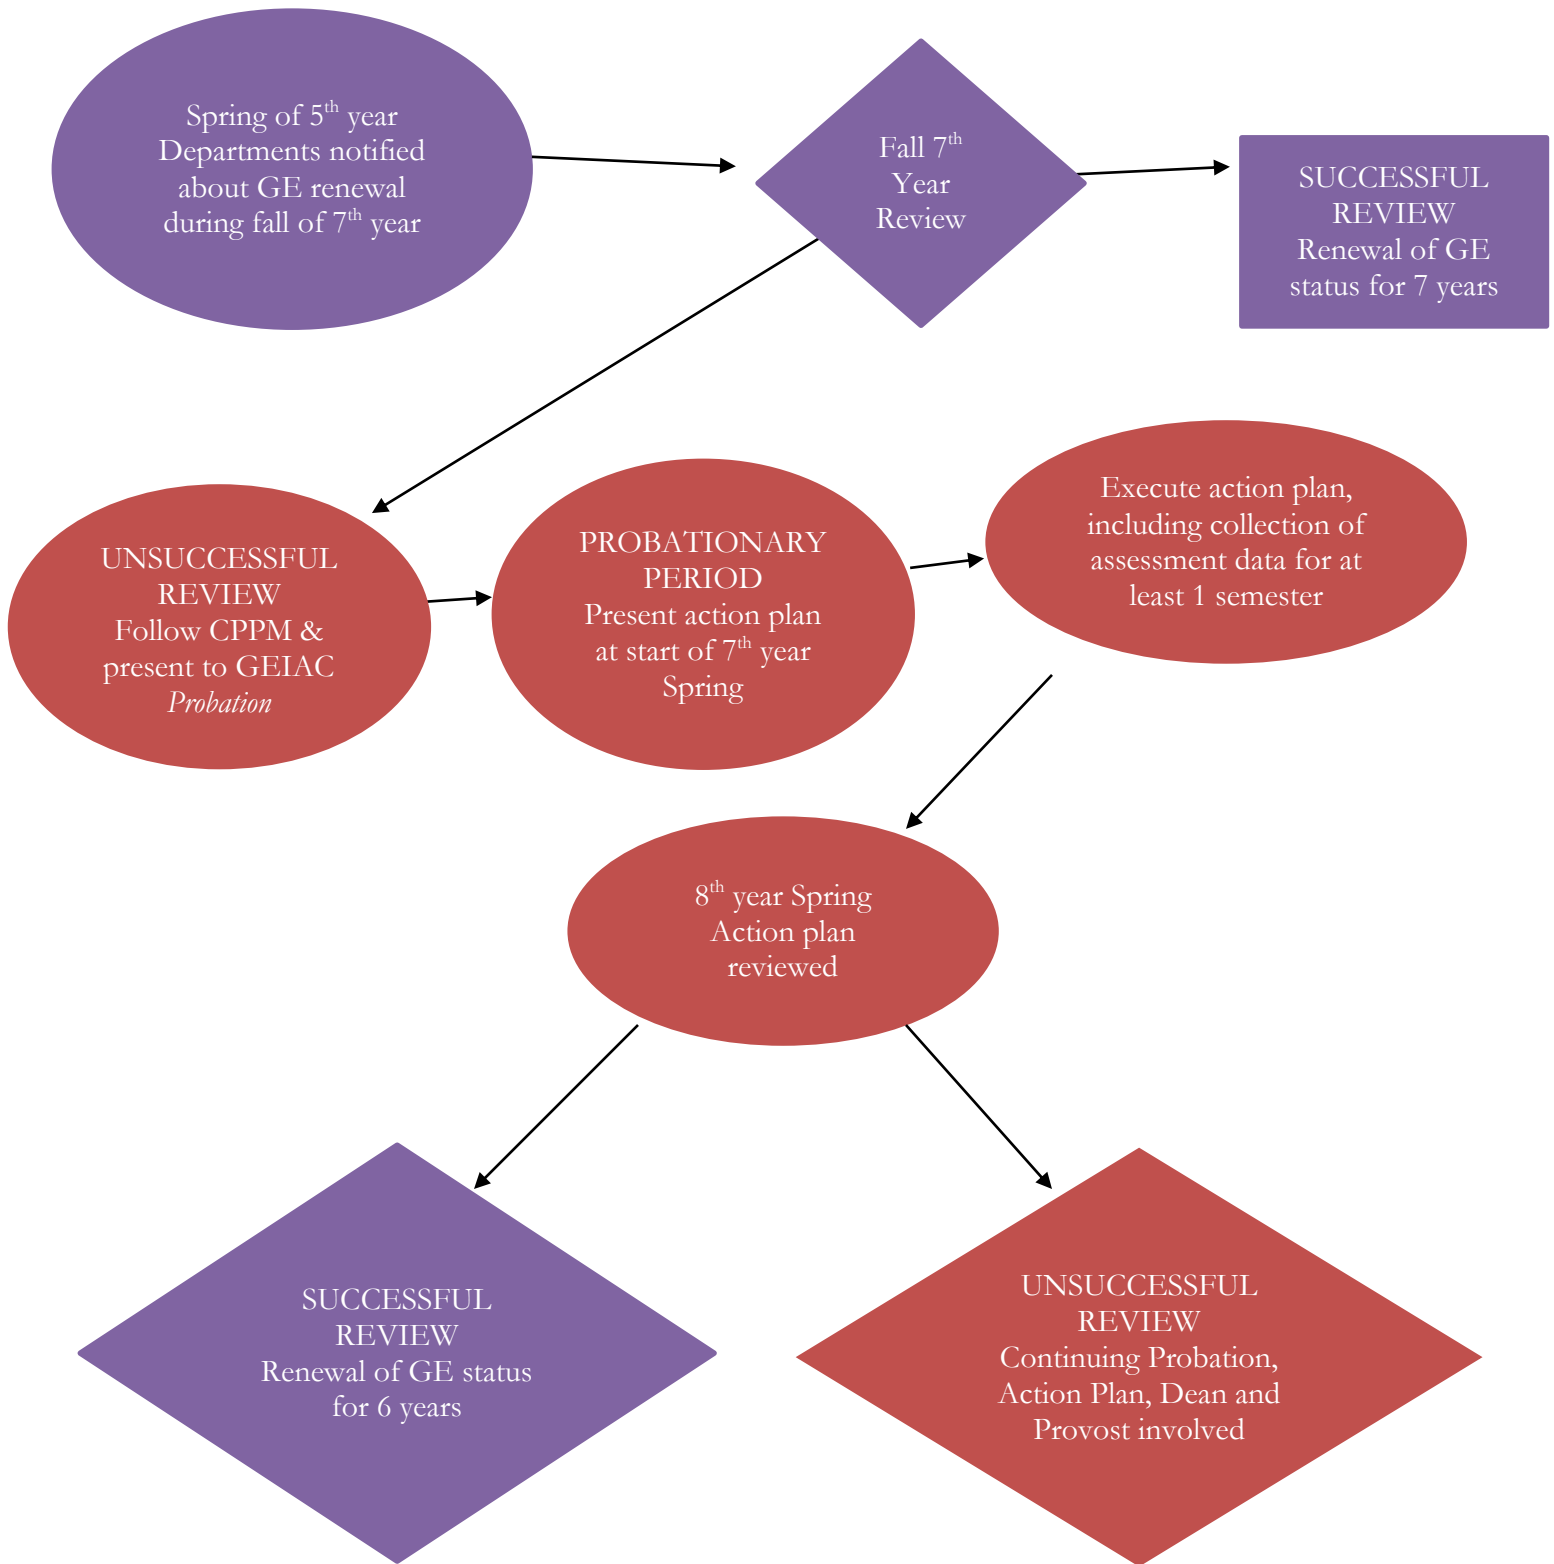 Spring of 5th year
Departments notified
about GE renewal
during fall of 7th year
Fall 7th
Year
Review
SUCCESSFUL
REVIEW
Renewal of GE
status for 7 years
UNSUCCESSFUL
REVIEW
Follow CPPM &
present to GEIAC
Probation
PROBATIONARY
PERIOD
Present action plan
at start of 7th year
Spring
Execute action plan,
including collection of
assessment data for at
least 1 semester
8th year Spring
Action plan
reviewed
SUCCESSFUL
REVIEW
Renewal of GE status
for 6 years
UNSUCCESSFUL
REVIEW
Continuing Probation,
Action Plan, Dean and
Provost involved